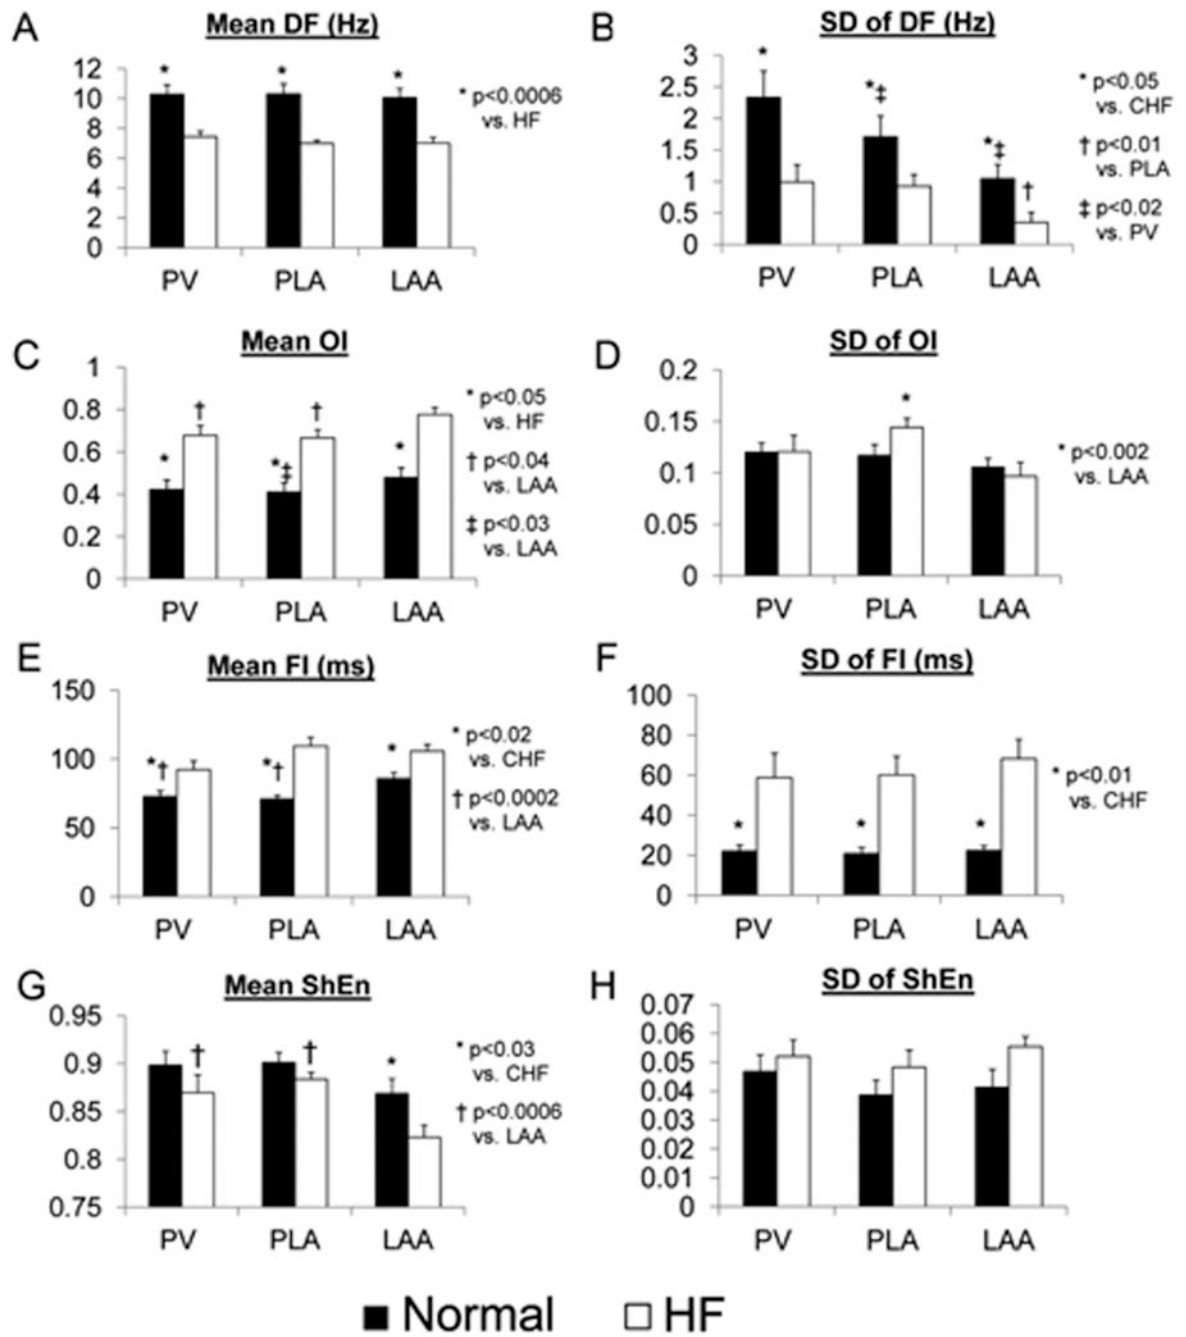 A
Mean DF (Hz)
12
10
8
6
4
2
0
*
*
*
* p<0.0006
vs. HF
PV
PLA
LAA
B
SD of DF (Hz)
3
2.5
2
1.5
1
0.5
0
*
*‡
*‡
†
* p<0.05
vs. CHF
† p<0.01
vs. PLA
‡ p<0.02
vs. PV
PV
PLA
LAA
C
Mean OI
1
0.8
0.6
0.4
0.2
0
*
†
*‡
†
*
* p<0.05
vs. HF
† p<0.04
vs. LAA
‡ p<0.03
vs. LAA
PV
PLA
LAA
D
SD of OI
0.2
0.15
0.1
0.05
0
*
* p<0.002
vs. LAA
PV
PLA
LAA
E
Mean FI (ms)
150
100
50
0
*†
*†
*
* p<0.02
vs. CHF
† p<0.0002
vs. LAA
PV
PLA
LAA
F
SD of FI (ms)
100
80
60
40
20
0
*
*
*
* p<0.01
vs. CHF
PV
PLA
LAA
G
Mean ShEn
0.95
0.9
0.85
0.8
0.75
†
†
*
* p<0.03
vs. CHF
† p<0.0006
vs. LAA
PV
PLA
LAA
H
SD of ShEn
0.07
0.06
0.05
0.04
0.03
0.02
0.01
0
PV
PLA
LAA
Normal
HF